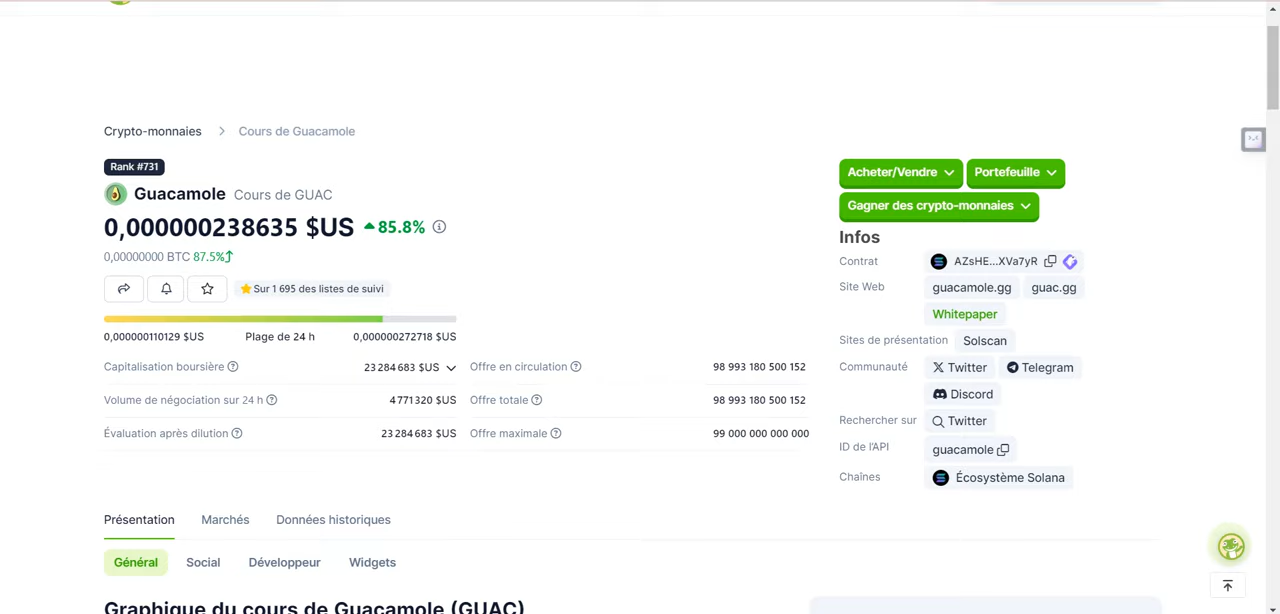 Crypto-monnaies > Cours de Guacamole
Rank #731
Guacamole Cours de GUAC
0,000000238635 $US 85.8%
0,00000000 BTC 87.5%
Sur 1 695 des listes de suivi
0,000000110129 $US Plage de 24 h 0,000000272718 $US
Capitalisation boursière 23 284 683 $US
Volume de négociation sur 24 h 4 771 320 $US
Évaluation après dilution 23 284 683 $US
Offre en circulation 98 993 180 500 152
Offre totale 98 993 180 500 152
Offre maximale 99 000 000 000 000
Acheter/Vendre Portefeuille
Gagner des crypto-monnaies
Infos
Contrat AZsHE...XVa7yR
Site Web guacamole.gg guac.gg
Whitepaper
Sites de présentation Solscan
Communauté Twitter Telegram
Discord
Rechercher sur Twitter
ID de l'API guacamole
Chaînes Écosystème Solana
Présentation Marchés Données historiques
Général Social Développeur Widgets
Graphique du cours de Guacamole (GUAC)